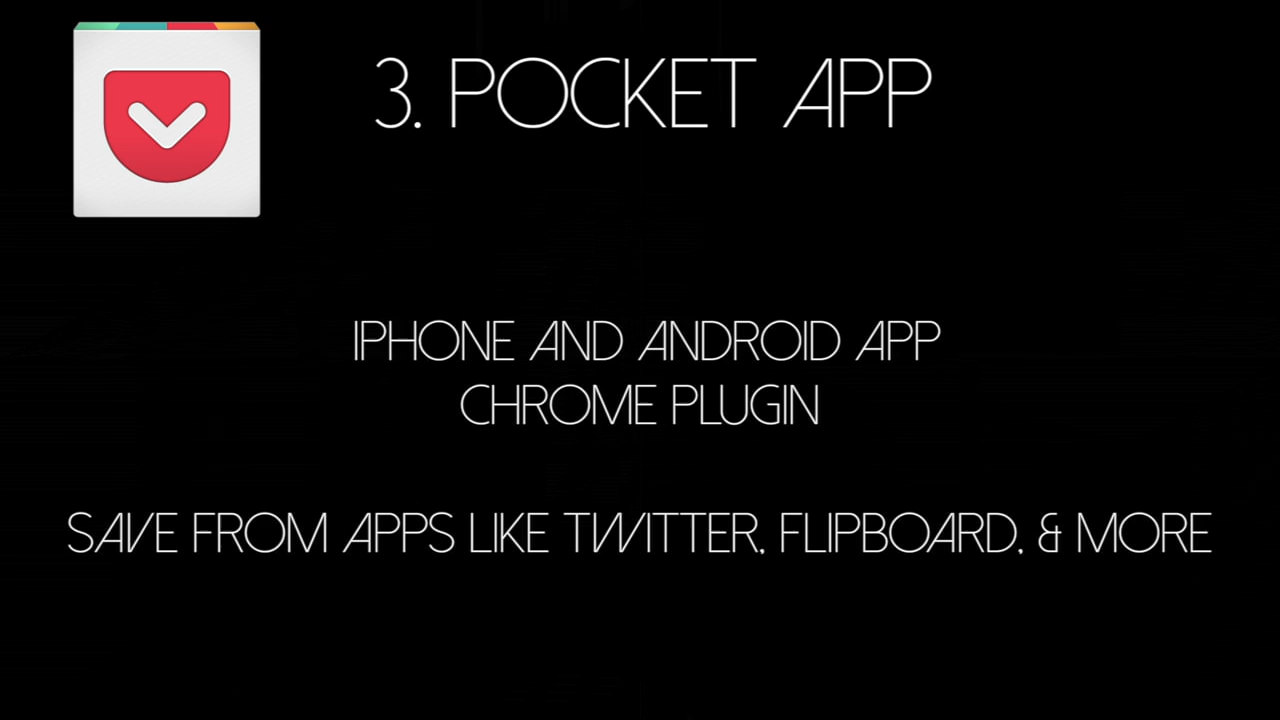 3. POCKET APP
IPHONE AND ANDROID APP
CHROME PLUGIN
SAVE FROM APPS LIKE TWITTER, FLIPBOARD, & MORE